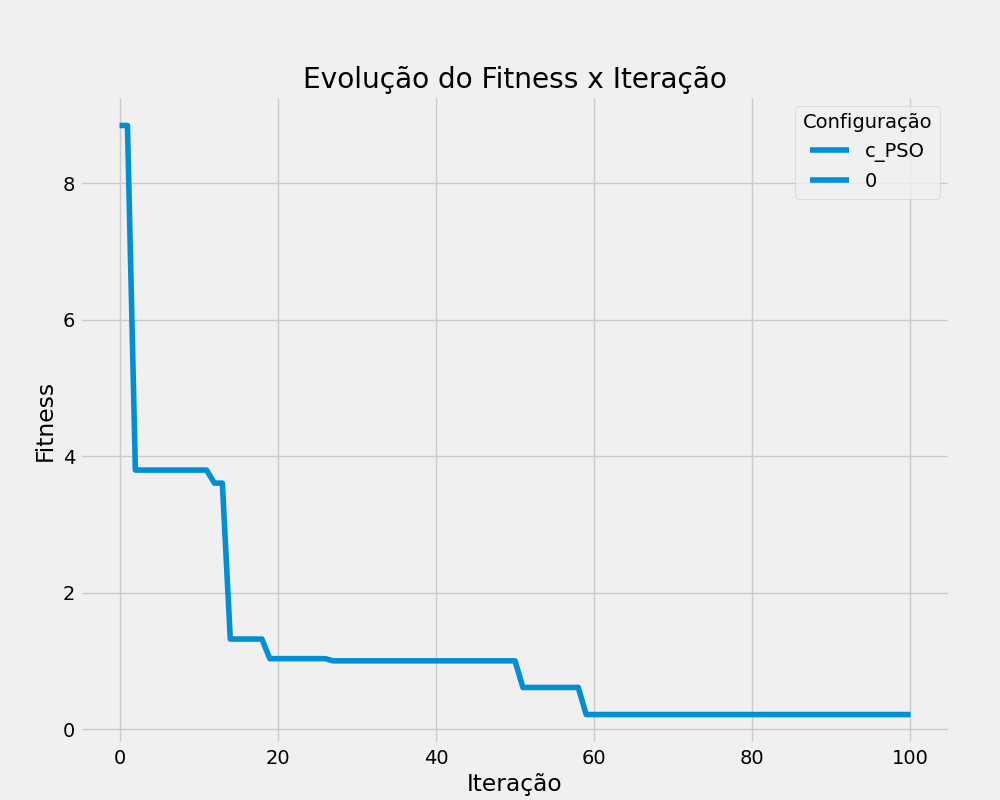 Evolução do Fitness x Iteração
Configuração
c_PSO
0
Fitness
8
6
4
2
0
0 20 40 60 80 100
Iteração